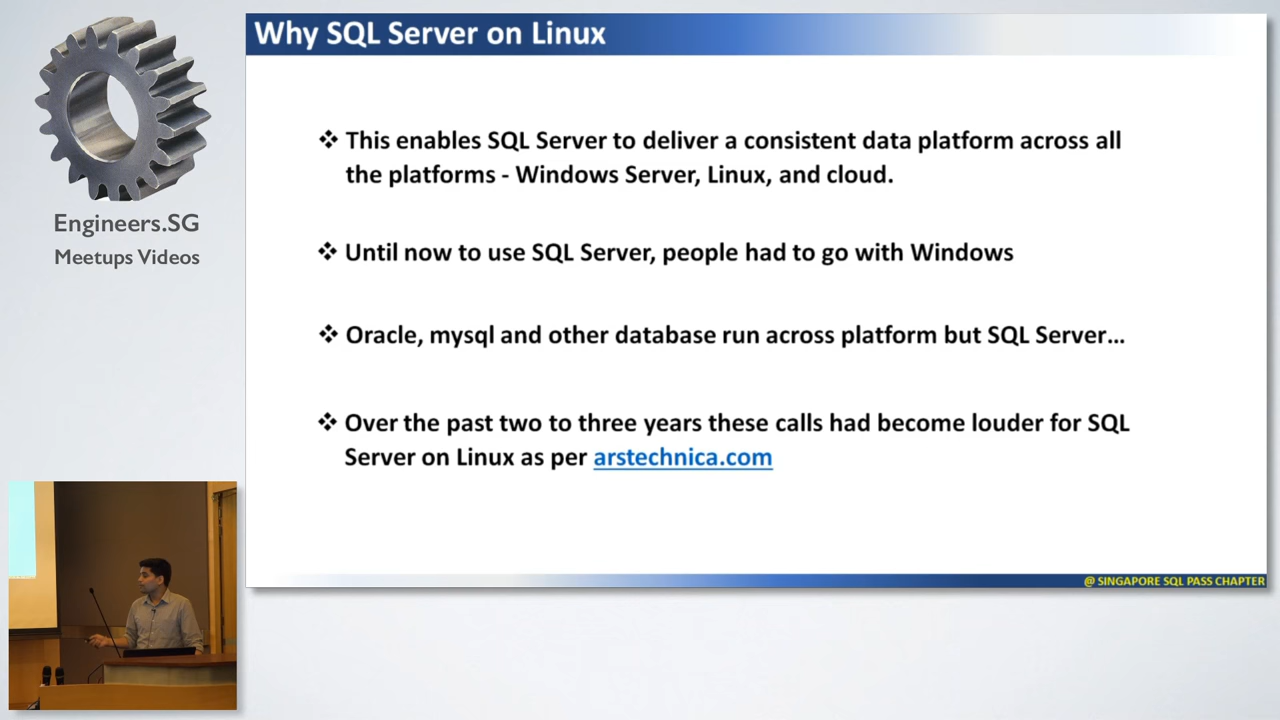 Why SQL Server on Linux
❖ This enables SQL Server to deliver a consistent data platform across all
the platforms - Windows Server, Linux, and cloud.
❖ Until now to use SQL Server, people had to go with Windows
❖ Oracle, mysql and other database run across platform but SQL Server...
❖ Over the past two to three years these calls had become louder for SQL
Server on Linux as per arstechnica.com
@ SINGAPORE SQL PASS CHAPTER
Engineers.SG
Meetups Videos